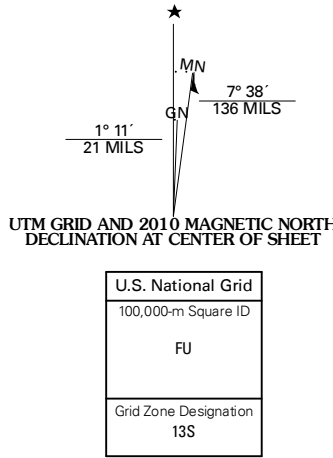 ★
MN
7° 38´
136 MILS
GN
1° 11´
21 MILS
UTM GRID AND 2010 MAGNETIC NORTH
DECLINATION AT CENTER OF SHEET
U.S. National Grid
100,000-m Square ID
FU
Grid Zone Designation
13S